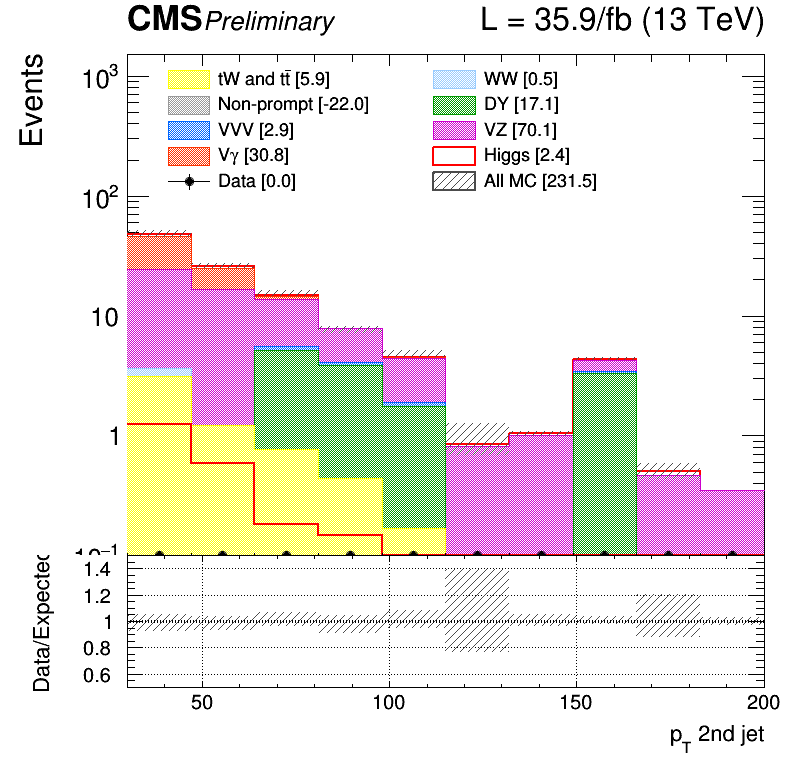 CMS Preliminary L = 35.9/fb (13 TeV)
Events
10³
10²
10
1
10⁻¹
tW and tt̄ [5.9]
Non-prompt [-22.0]
VVV [2.9]
Vγ [30.8]
Data [0.0]
WW [0.5]
DY [17.1]
VZ [70.1]
Higgs [2.4]
All MC [231.5]
Data/Expected
1.4
1.2
1
0.8
0.6
50 100 150 200
p_T 2nd jet